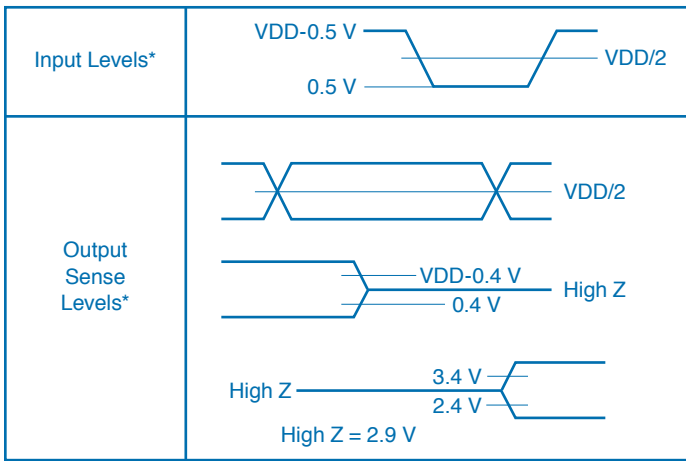 Input Levels*
VDD-0.5 V
VDD/2
0.5 V
Output
Sense
Levels*
VDD/2
VDD-0.4 V
High Z
0.4 V
High Z
3.4 V
2.4 V
High Z = 2.9 V